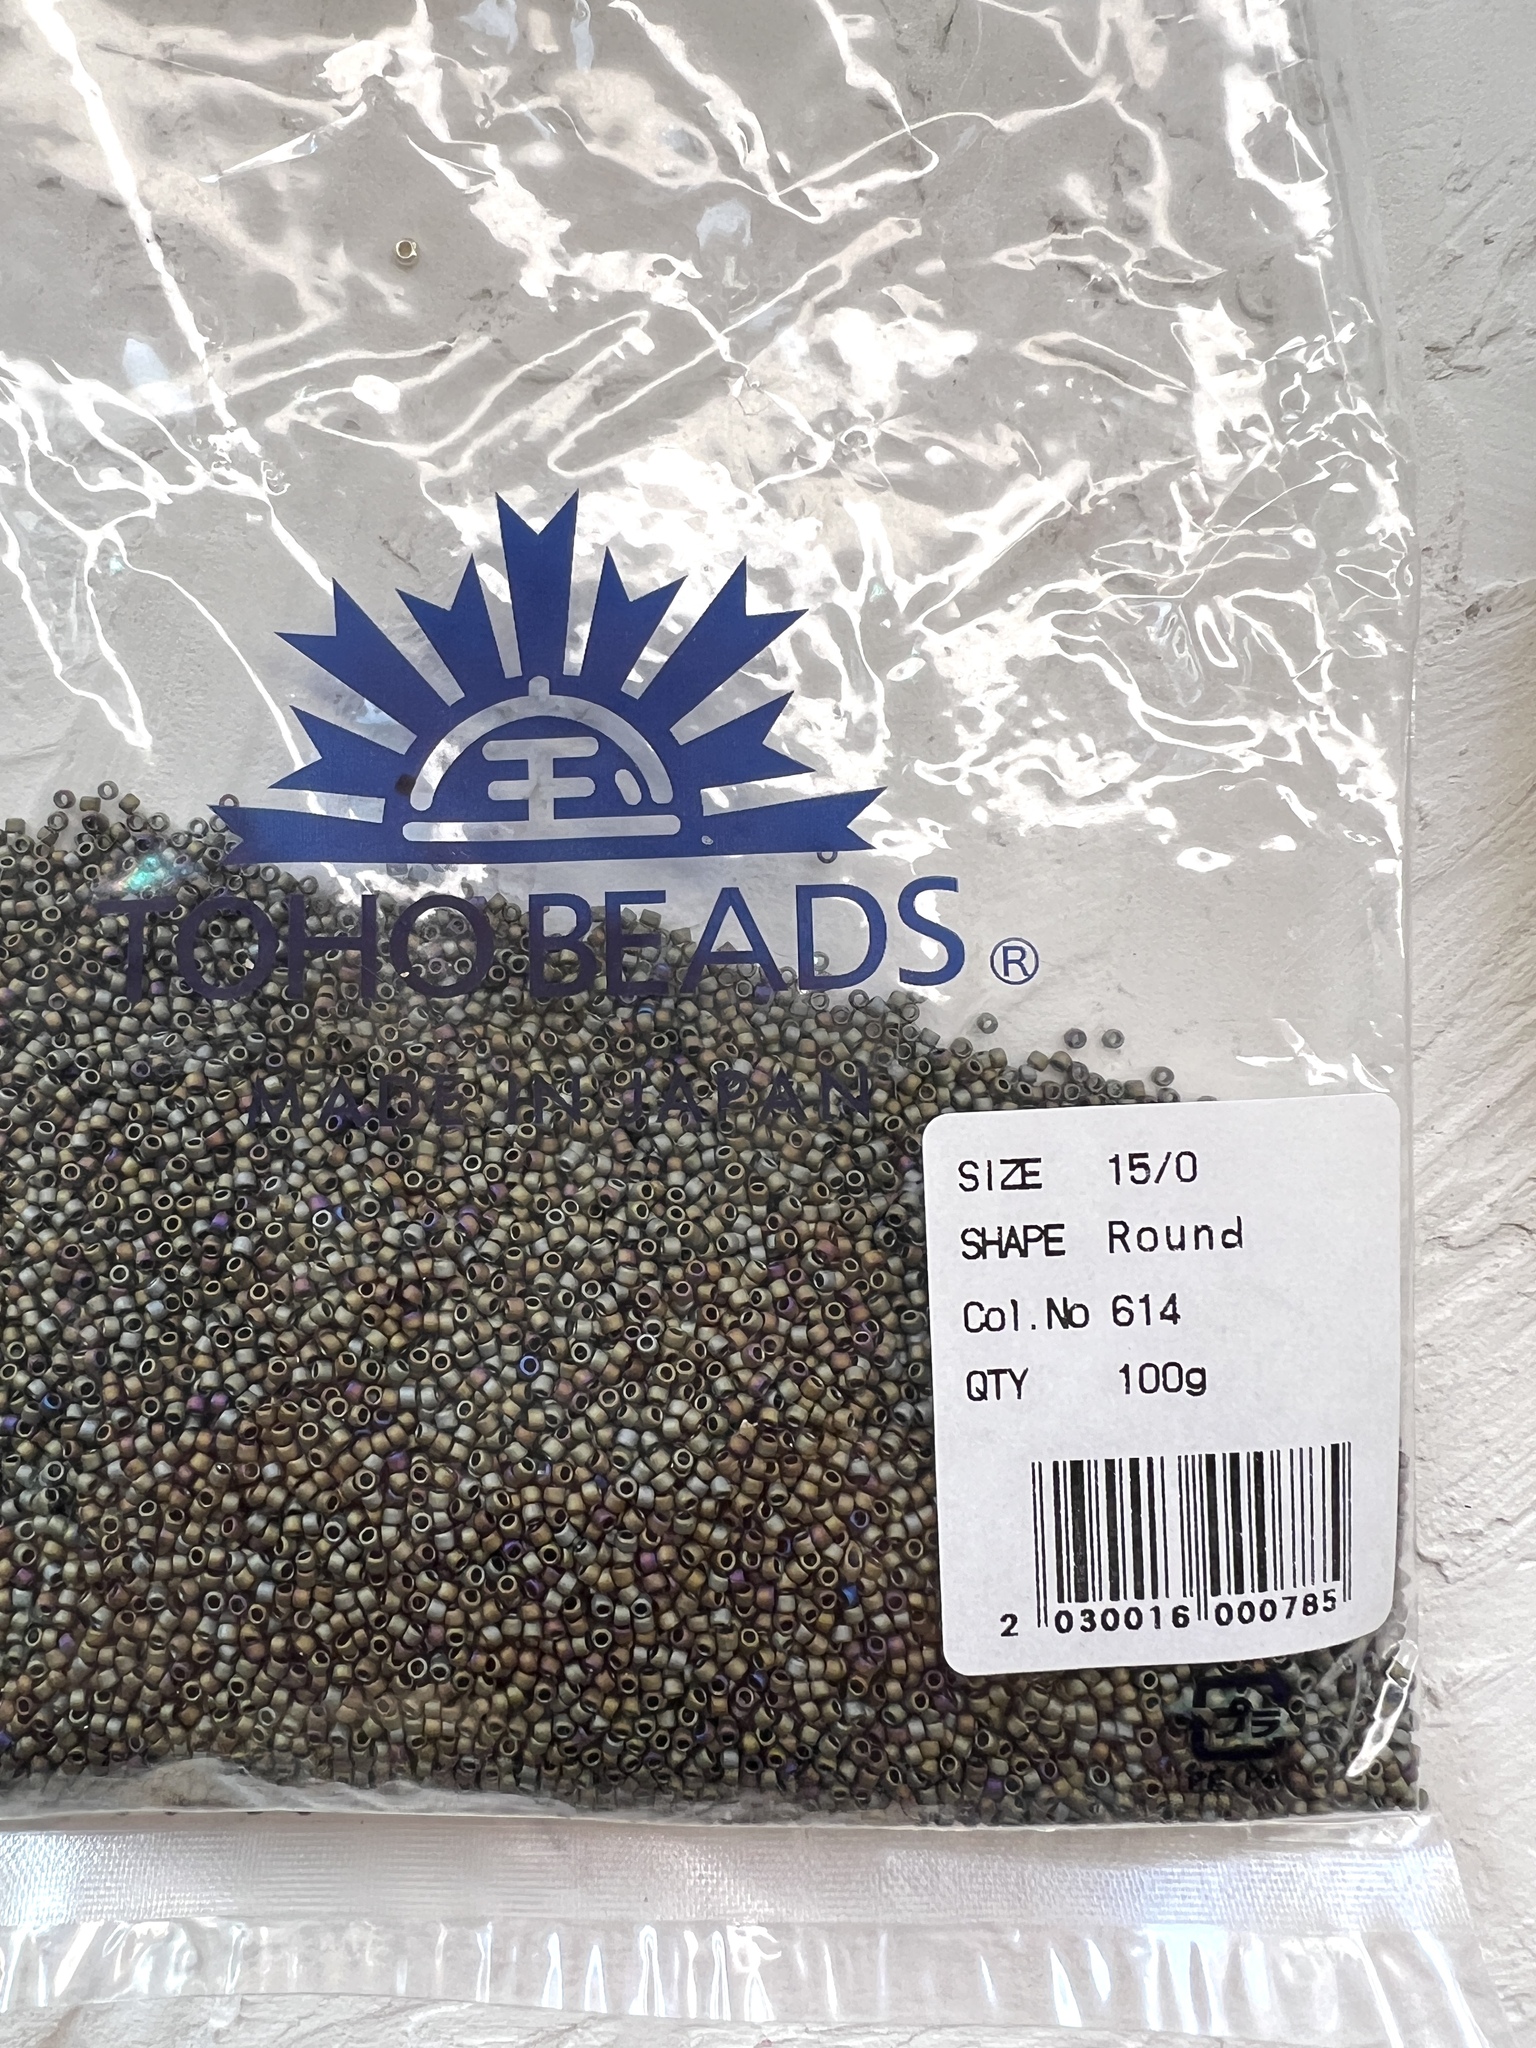 TOHO BEADS ®
MADE IN JAPAN
SIZE 15/0
SHAPE Round
Col.No 614
QTY 100g
2 030016 000785
プラ